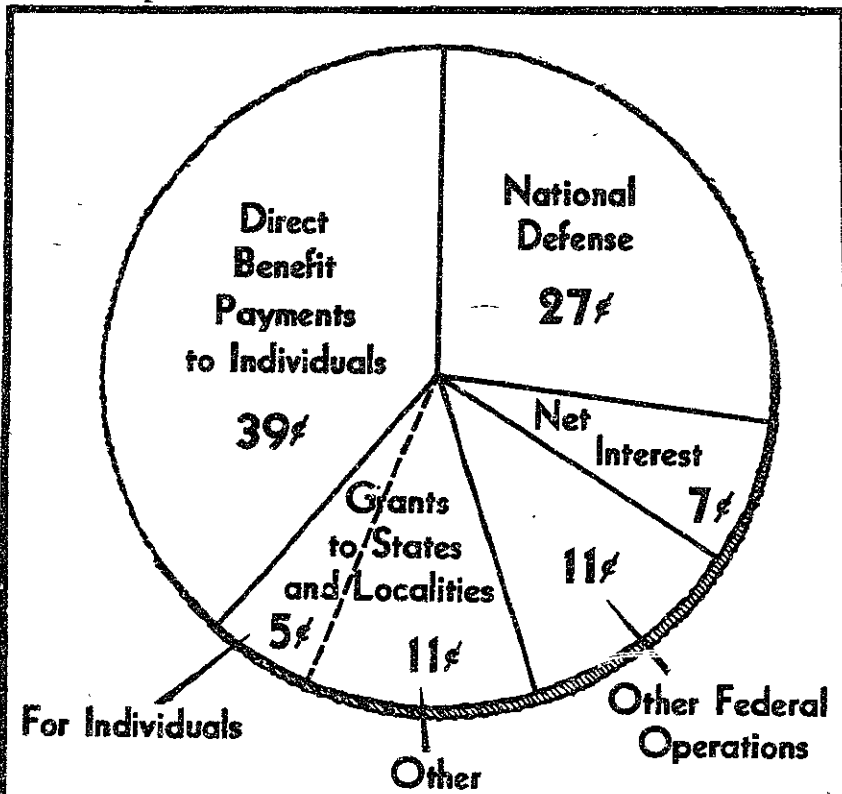 Direct
Benefit
Payments
to Individuals
39¢
National
Defense
27¢
Net
Interest
7¢
Grants
to States
and Localities
5¢
11¢
11¢
For Individuals
Other
Other Federal
Operations